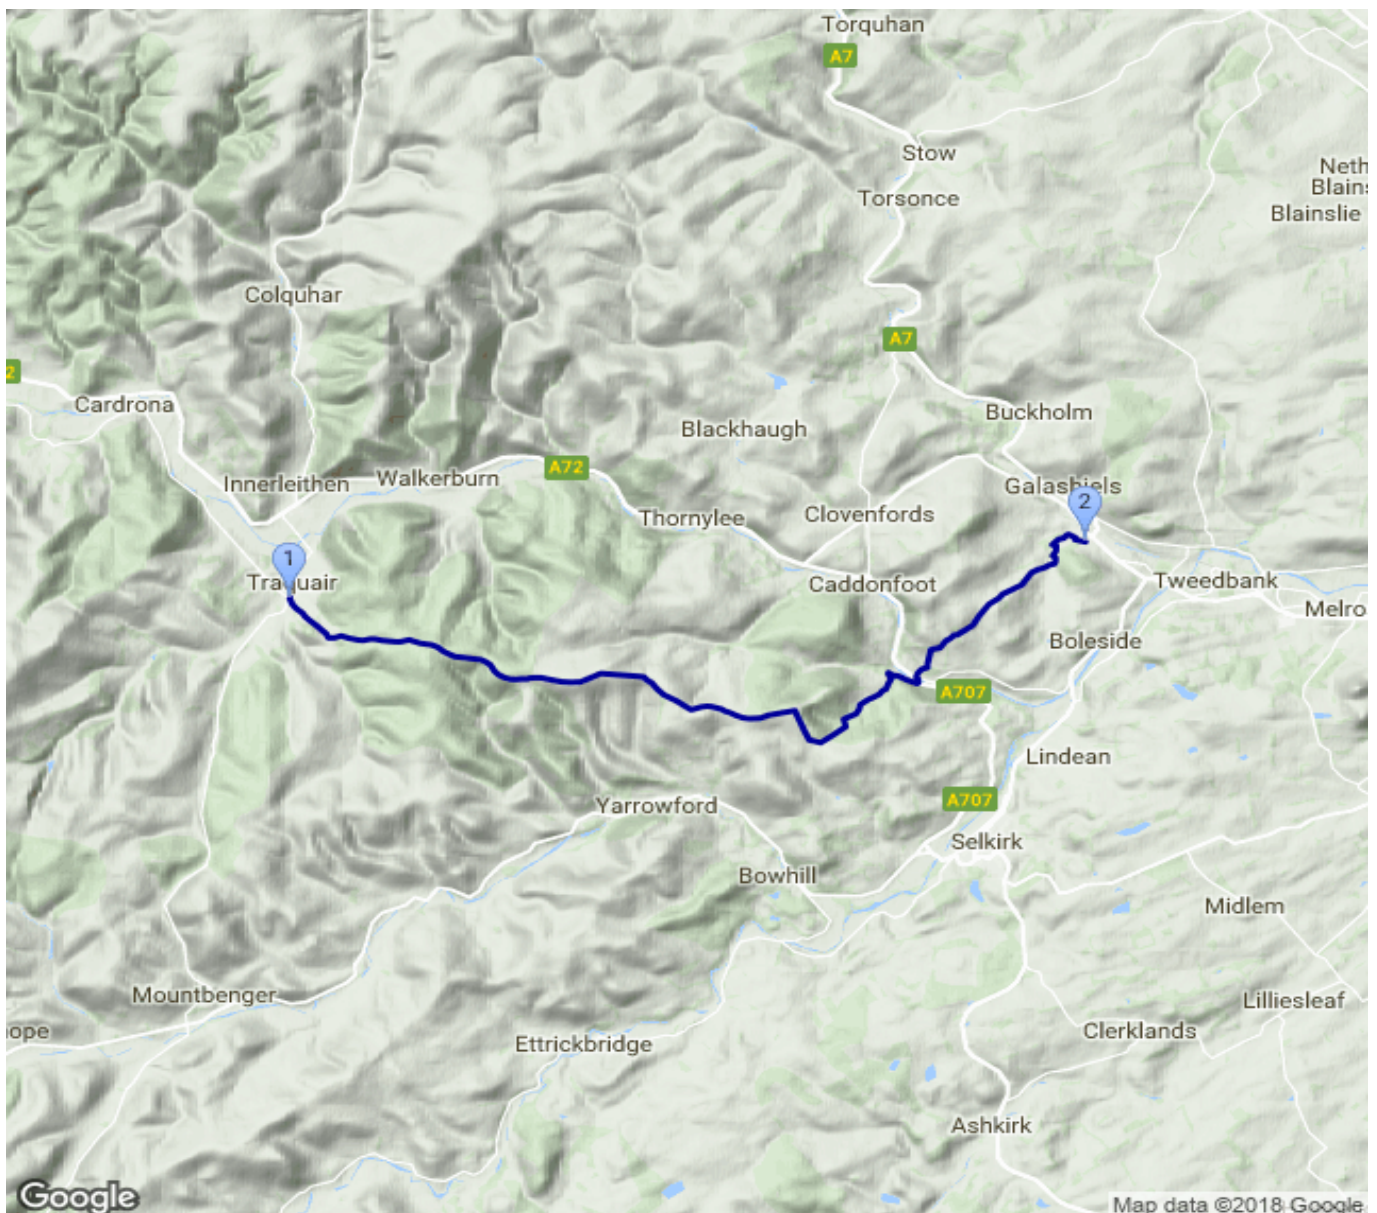 Torquhan
A7
Stow
Neth
Blains
Torsonce
Blainslie
Colquhar
A7
2
Cardrona
Buckholm
Blackhaugh
A72
Innerleithen
Walkerburn
Galashiels
2
Thornylee
Clovenfords
1
Traquair
Caddonfoot
Tweedbank
Melro
Boleside
A707
Lindean
A707
Yarrowford
Selkirk
Bowhill
Midlem
Mountbenger
Lilliesleaf
ope
Clerklands
Ettrickbridge
Ashkirk
Google
Map data ©2018 Google